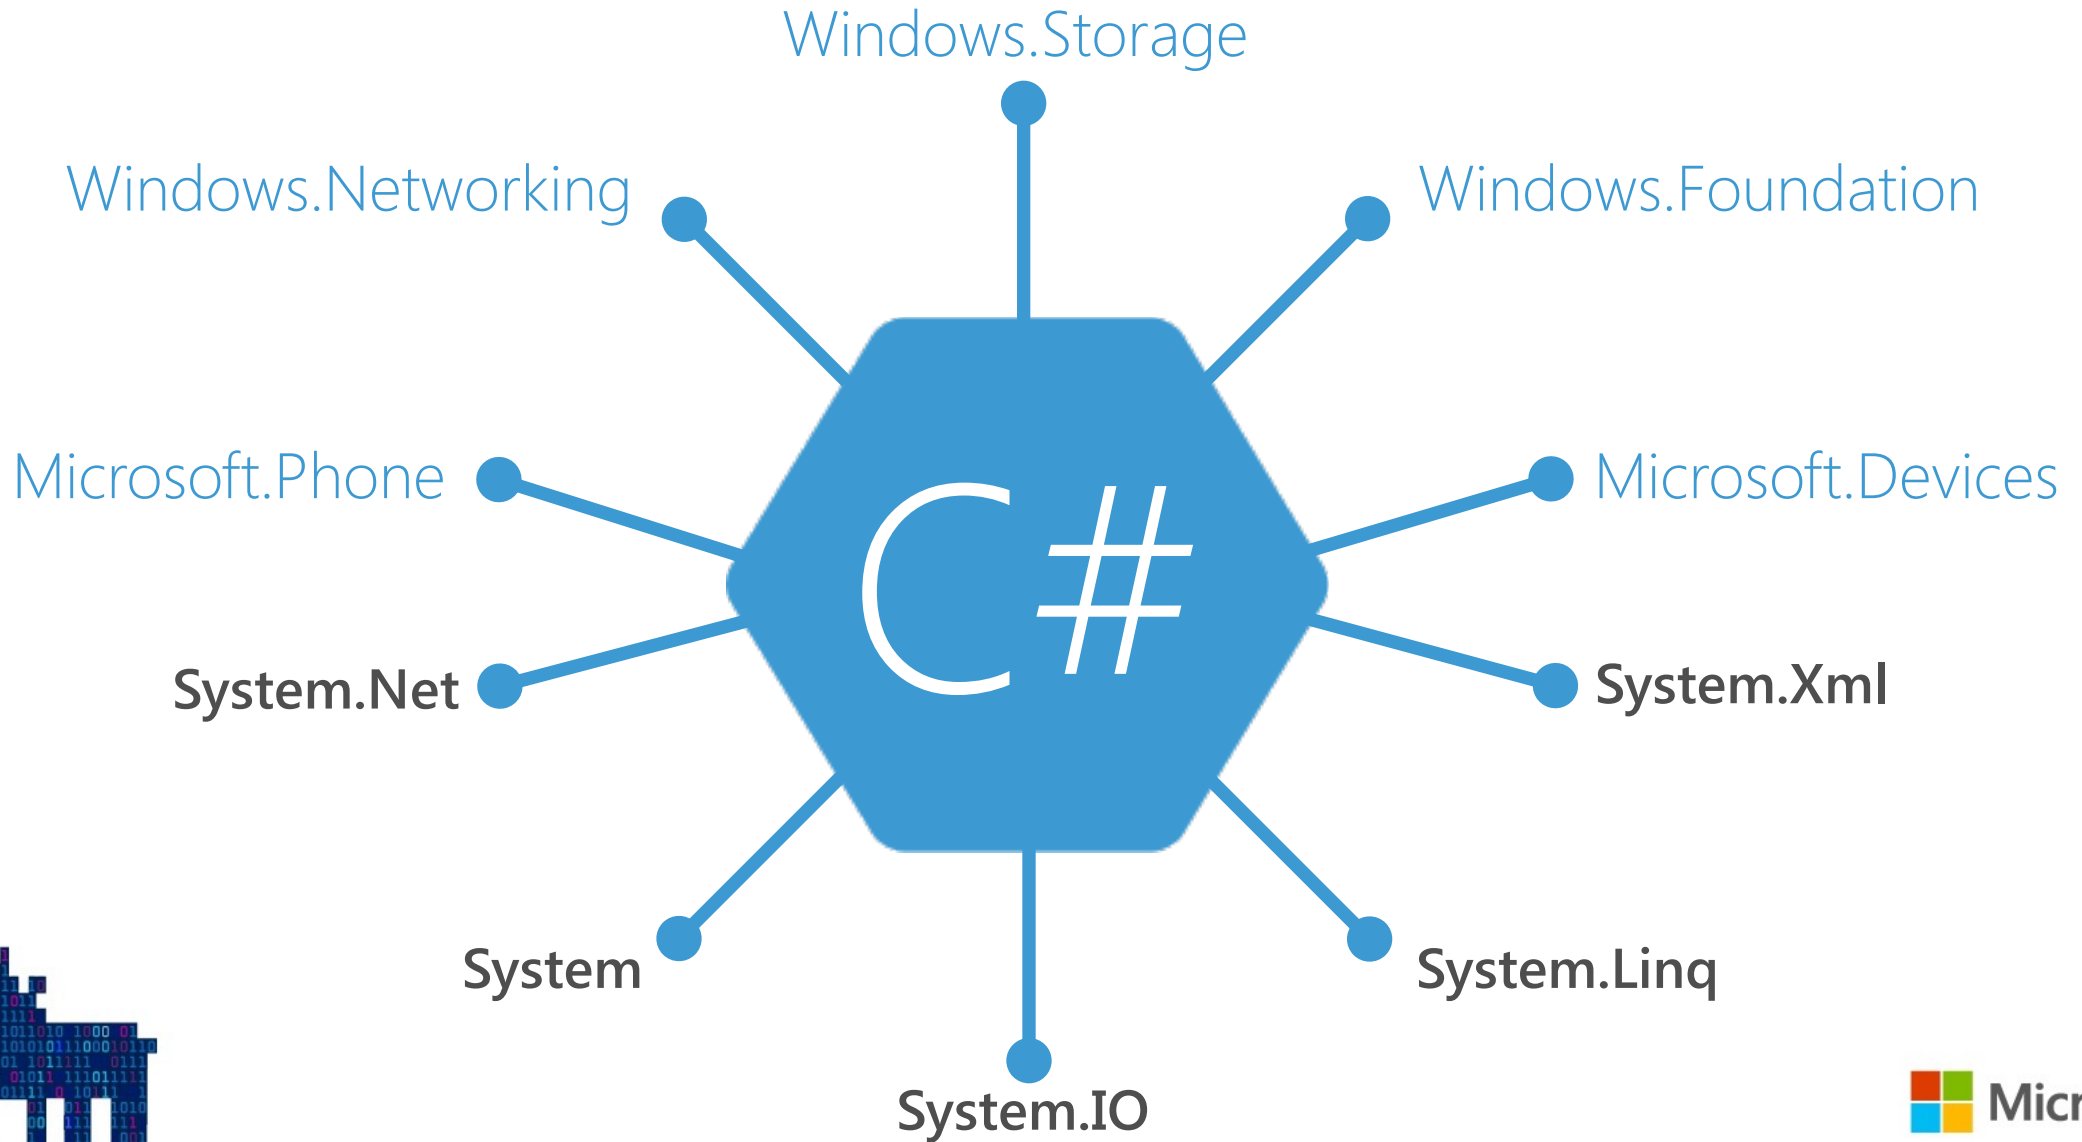 Windows.Storage
Windows.Networking
Windows.Foundation
Microsoft.Phone
Microsoft.Devices
C#
System.Net
System.Xml
System
System.Linq
System.IO